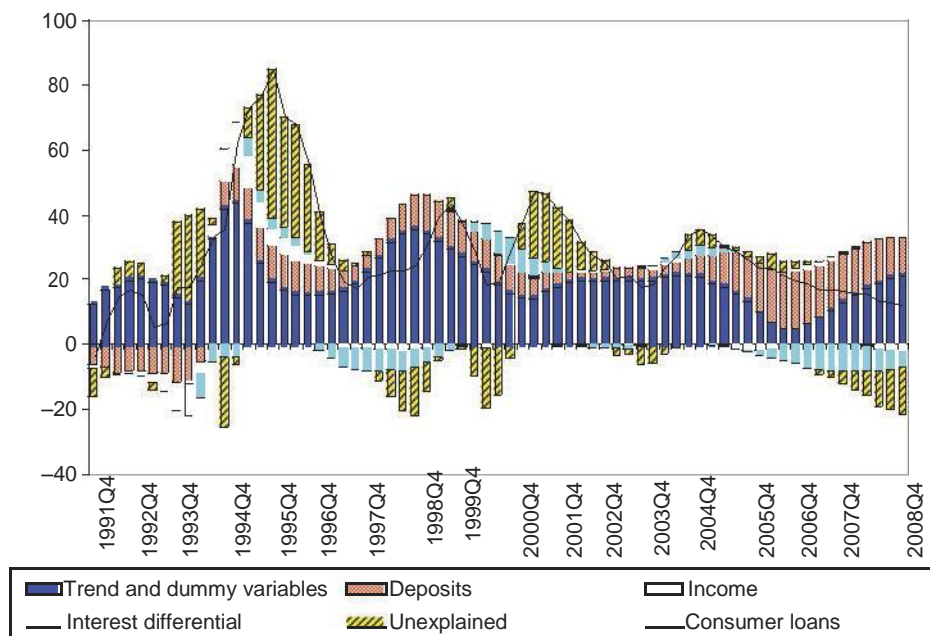 100
80
60
40
20
0
–20
–40
1991Q4
1992Q4
1993Q4
1994Q4
1995Q4
1996Q4
1997Q4
1998Q4
1999Q4
2000Q4
2001Q4
2002Q4
2003Q4
2004Q4
2005Q4
2006Q4
2007Q4
2008Q4
Trend and dummy variables Deposits Income
Interest differential Unexplained Consumer loans